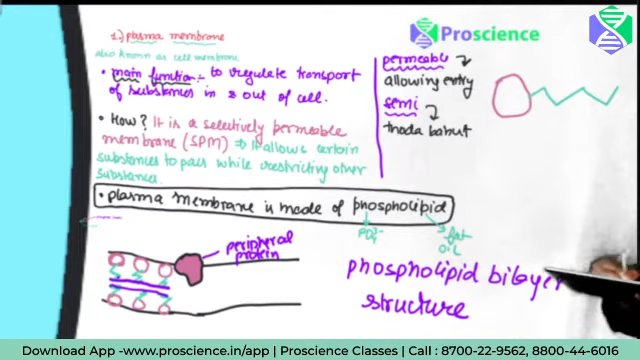 1.) plasma membrane
also known as cell membrane
• main function :- to regulate transport
of substances in & out of cell.
• How? It is a selectively permeable
membrane (SPM) ⇒ It allows certain
substances to pass while restricting other
substances.
• plasma membrane is made of phospholipid
PO₄
fat
oil
permeable
allowing entry
semi
thoda bahut
Proscience
peripheral
protein
phospholipid bilayer
structure
Download App -www.proscience.in/app | Proscience Classes | Call : 8700-22-9562, 8800-44-6016